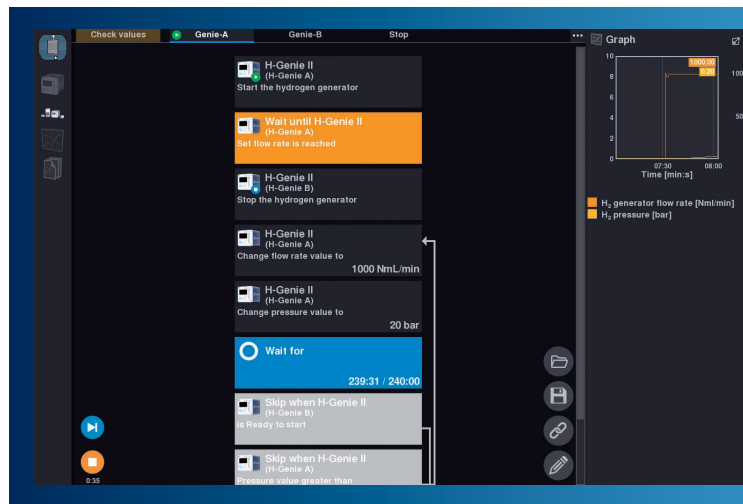 Check values
Genie-A
Genie-B
Stop
H-Genie II
(H-Genie A)
Start the hydrogen generator
Wait until H-Genie II
(H-Genie A)
Set flow rate is reached
H-Genie II
(H-Genie B)
Stop the hydrogen generator
H-Genie II
(H-Genie A)
Change flow rate value to
1000 NmL/min
H-Genie II
(H-Genie A)
Change pressure value to
20 bar
Wait for
239:31 / 240:00
Skip when H-Genie II
(H-Genie B)
is Ready to start
Skip when H-Genie II
(H-Genie A)
Pressure value greater than
0:35
Graph
10
8
6
4
2
0
1000.00
0.20
100
50
07:30
08:00
Time [min:s]
H₂ generator flow rate [Nml/min]
H₂ pressure [bar]